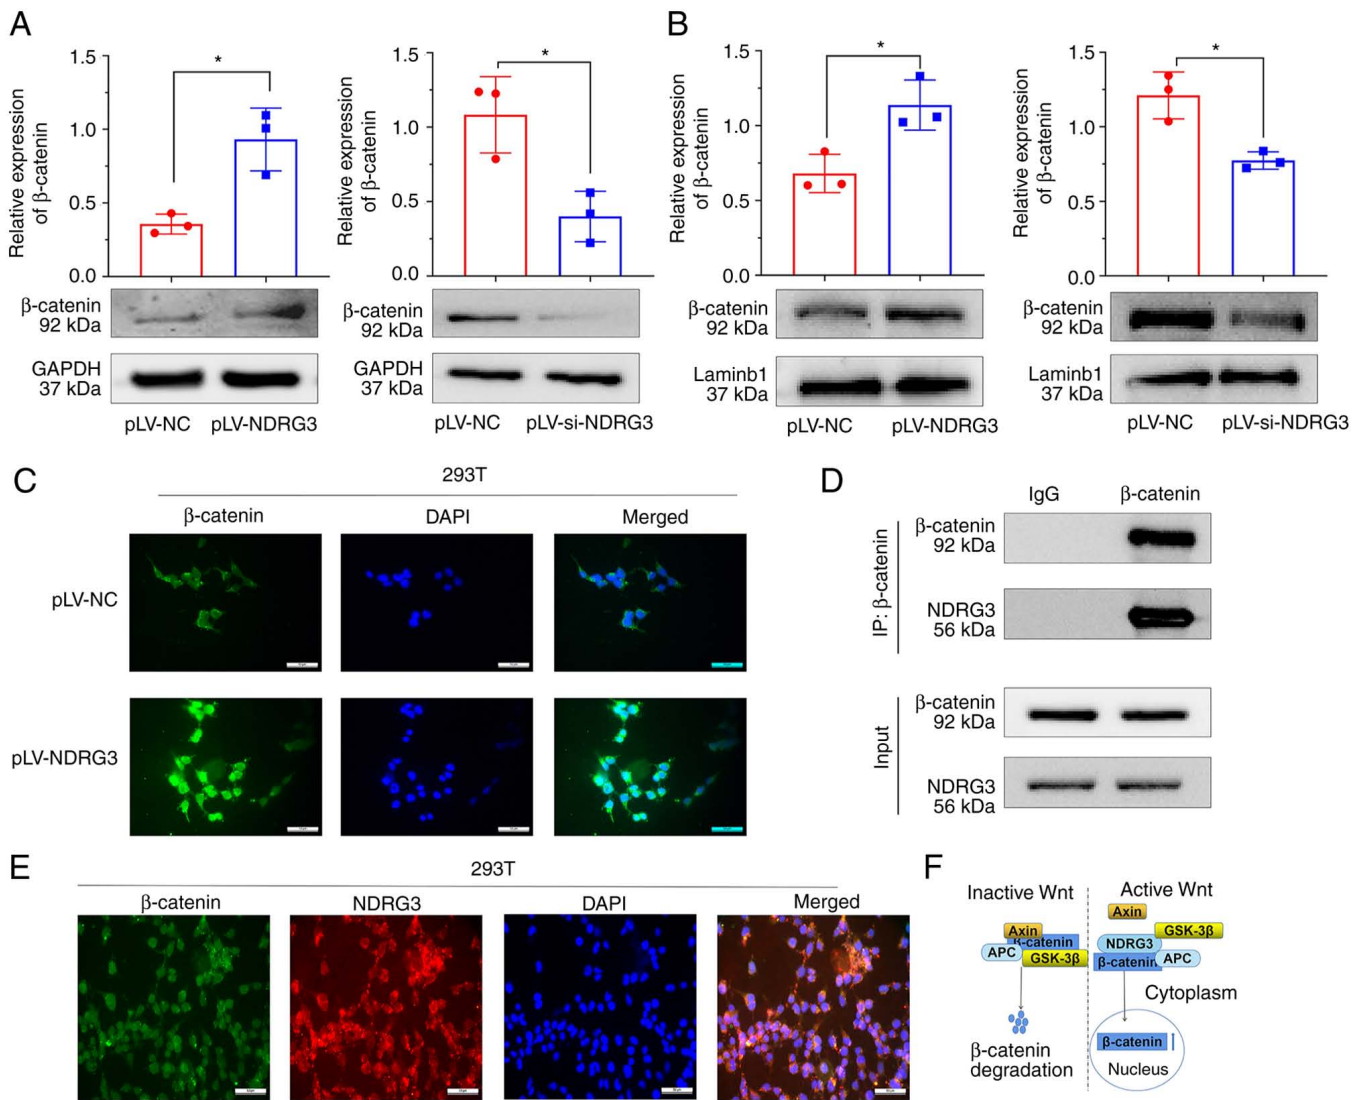 A
Relative expression
of β-catenin
1.5
1.0
0.5
0.0
*
β-catenin
92 kDa
GAPDH
37 kDa
pLV-NC
pLV-NDRG3
Relative expression
of β-catenin
1.5
1.0
0.5
0.0
*
β-catenin
92 kDa
GAPDH
37 kDa
pLV-NC
pLV-si-NDRG3
B
Relative expression
of β-catenin
1.5
1.0
0.5
0.0
*
β-catenin
92 kDa
Laminb1
37 kDa
pLV-NC
pLV-NDRG3
Relative expression
of β-catenin
1.5
1.0
0.5
0.0
*
β-catenin
92 kDa
Laminb1
37 kDa
pLV-NC
pLV-si-NDRG3
C
293T
β-catenin
DAPI
Merged
pLV-NC
pLV-NDRG3
D
IgG
β-catenin
IP: β-catenin
β-catenin
92 kDa
NDRG3
56 kDa
Input
β-catenin
92 kDa
NDRG3
56 kDa
E
293T
β-catenin
NDRG3
DAPI
Merged
F
Inactive Wnt
Axin
β-catenin
APC
GSK-3β
β-catenin
degradation
Active Wnt
Axin
GSK-3β
NDRG3
β-catenin
APC
Cytoplasm
β-catenin
Nucleus